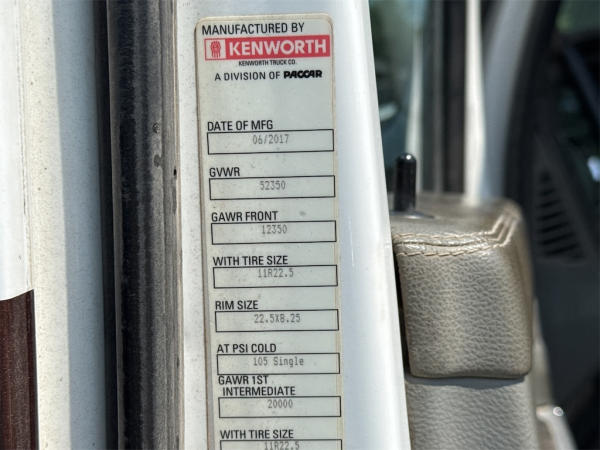 MANUFACTURED BY
KENWORTH
KENWORTH TRUCK CO.
A DIVISION OF PACCAR
DATE OF MFG
06/2017
GVWR
52350
GAWR FRONT
12350
WITH TIRE SIZE
11R22.5
RIM SIZE
22.5X8.25
AT PSI COLD
105 Single
GAWR 1ST
INTERMEDIATE
20000
WITH TIRE SIZE
11R22.5